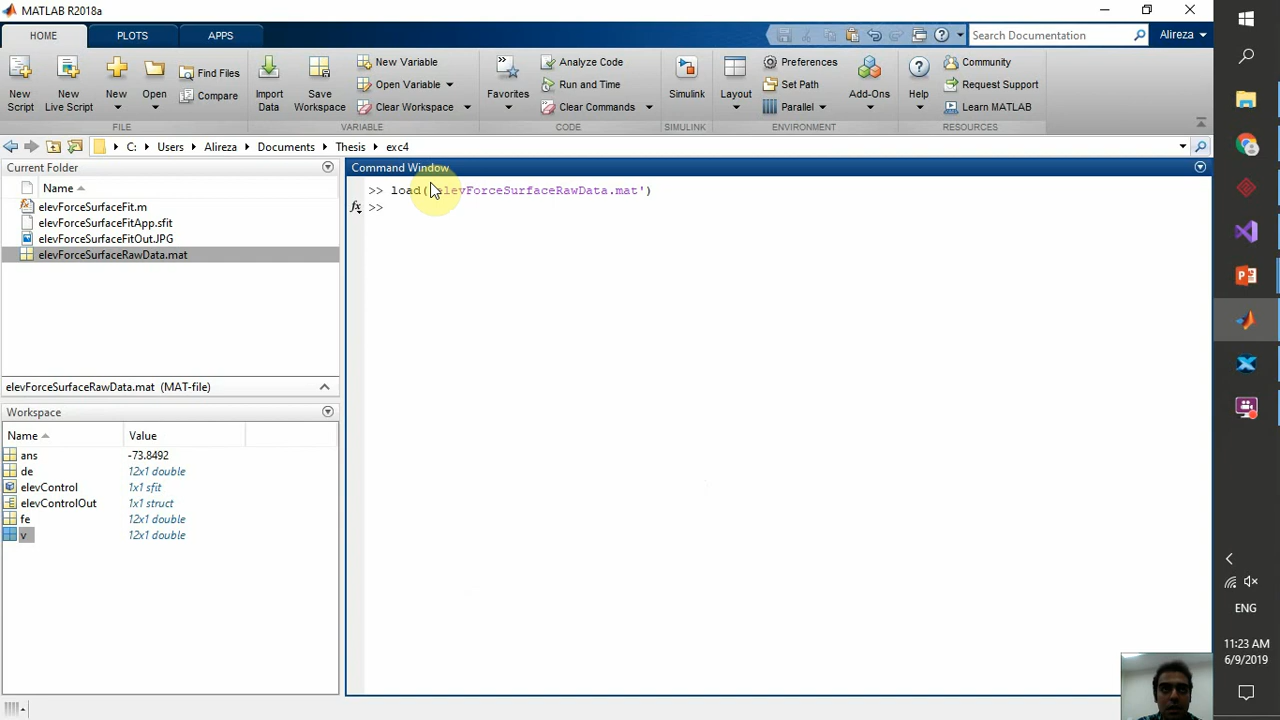 MATLAB R2018a
HOME PLOTS APPS
Search Documentation
Alireza
New Script
New Live Script
New
Open
Find Files
Compare
FILE
Import Data
Save Workspace
New Variable
Open Variable
Clear Workspace
VARIABLE
Favorites
Analyze Code
Run and Time
Clear Commands
CODE
Simulink
SIMULINK
Layout
Preferences
Set Path
Parallel
ENVIRONMENT
Add-Ons
Help
Community
Request Support
Learn MATLAB
RESOURCES
C: Users Alireza Documents Thesis exc4
Current Folder
Name
elevForceSurfaceFit.m
elevForceSurfaceFitApp.sfit
elevForceSurfaceFitOut.JPG
elevForceSurfaceRawData.mat
elevForceSurfaceRawData.mat (MAT-file)
Workspace
Name Value
ans -73.8492
de 12x1 double
elevControl 1x1 sfit
elevControlOut 1x1 struct
fe 12x1 double
v 12x1 double
Command Window
>> load('elevForceSurfaceRawData.mat')
fx >>
ENG
11:23 AM
6/9/2019